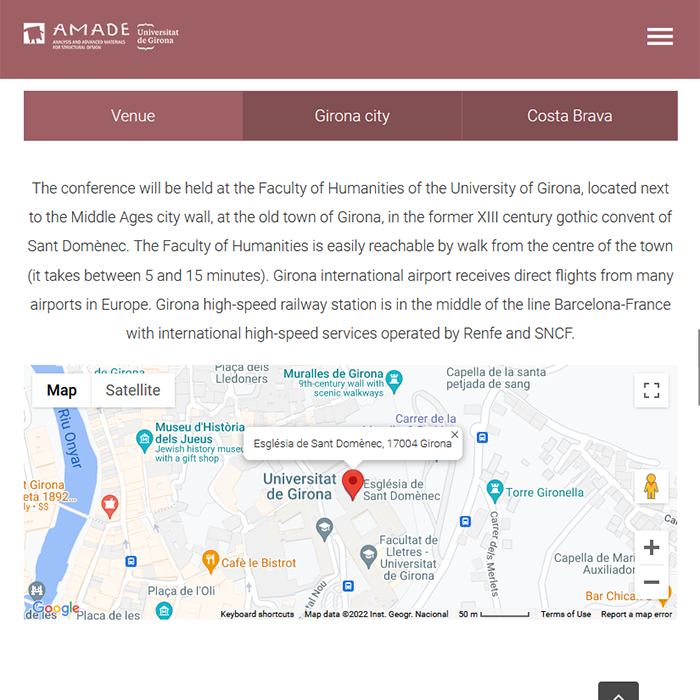 AMADE
ANALYSIS AND ADVANCED MATERIALS
FOR STRUCTURAL DESIGN
Universitat
de Girona
Venue
Girona city
Costa Brava
The conference will be held at the Faculty of Humanities of the University of Girona, located next
to the Middle Ages city wall, at the old town of Girona, in the former XIII century gothic convent of
Sant Domènec. The Faculty of Humanities is easily reachable by walk from the centre of the town
(it takes between 5 and 15 minutes). Girona international airport receives direct flights from many
airports in Europe. Girona high-speed railway station is in the middle of the line Barcelona-France
with international high-speed services operated by Renfe and SNCF.
Map
Satellite
de Girona
Plaça dels
Lledoners
Muralles de Girona
9th-century wall with
scenic walkways
Capella de la santa
petjada de sang
Riu Onyar
Museu d'Història
dels Jueus
Jewish history museu
with a gift shop
Carrer de la
Església de Sant Domènec, 17004 Girona
Universitat
de Girona
Església de
Sant Domènec
Torre Gironella
t Girona
eta 1892...
ly · $$
Carrer dels Merlets
Facultat de
Lletres -
Universitat
de Girona
Cafè le Bistrot
Capella de Mari
Auxiliador
Plaça de l'Oli
tal Nou
Bar Chica
Google
de les
Plaça de les
Keyboard shortcuts
Map data ©2022 Inst. Geogr. Nacional
50 m
Terms of Use
Report a map error